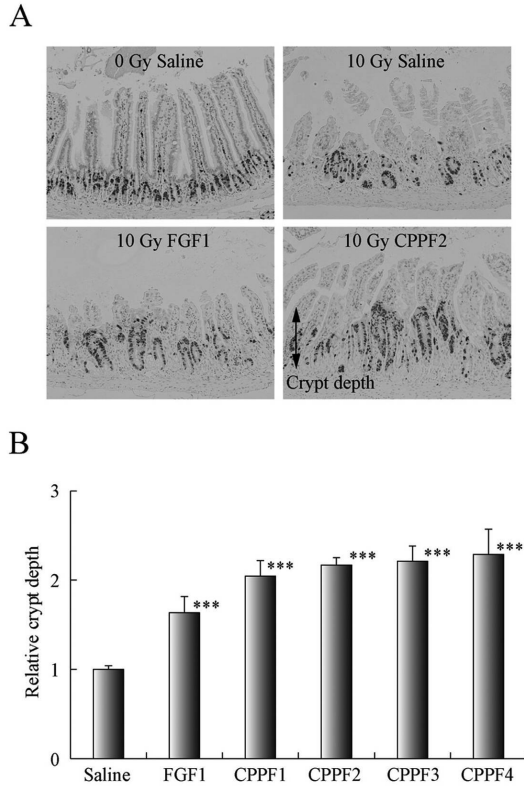 A
0 Gy Saline
10 Gy Saline
10 Gy FGF1
10 Gy CPPF2
Crypt depth
B
Relative crypt depth
3
2
1
0
***
***
***
***
***
Saline
FGF1
CPPF1
CPPF2
CPPF3
CPPF4